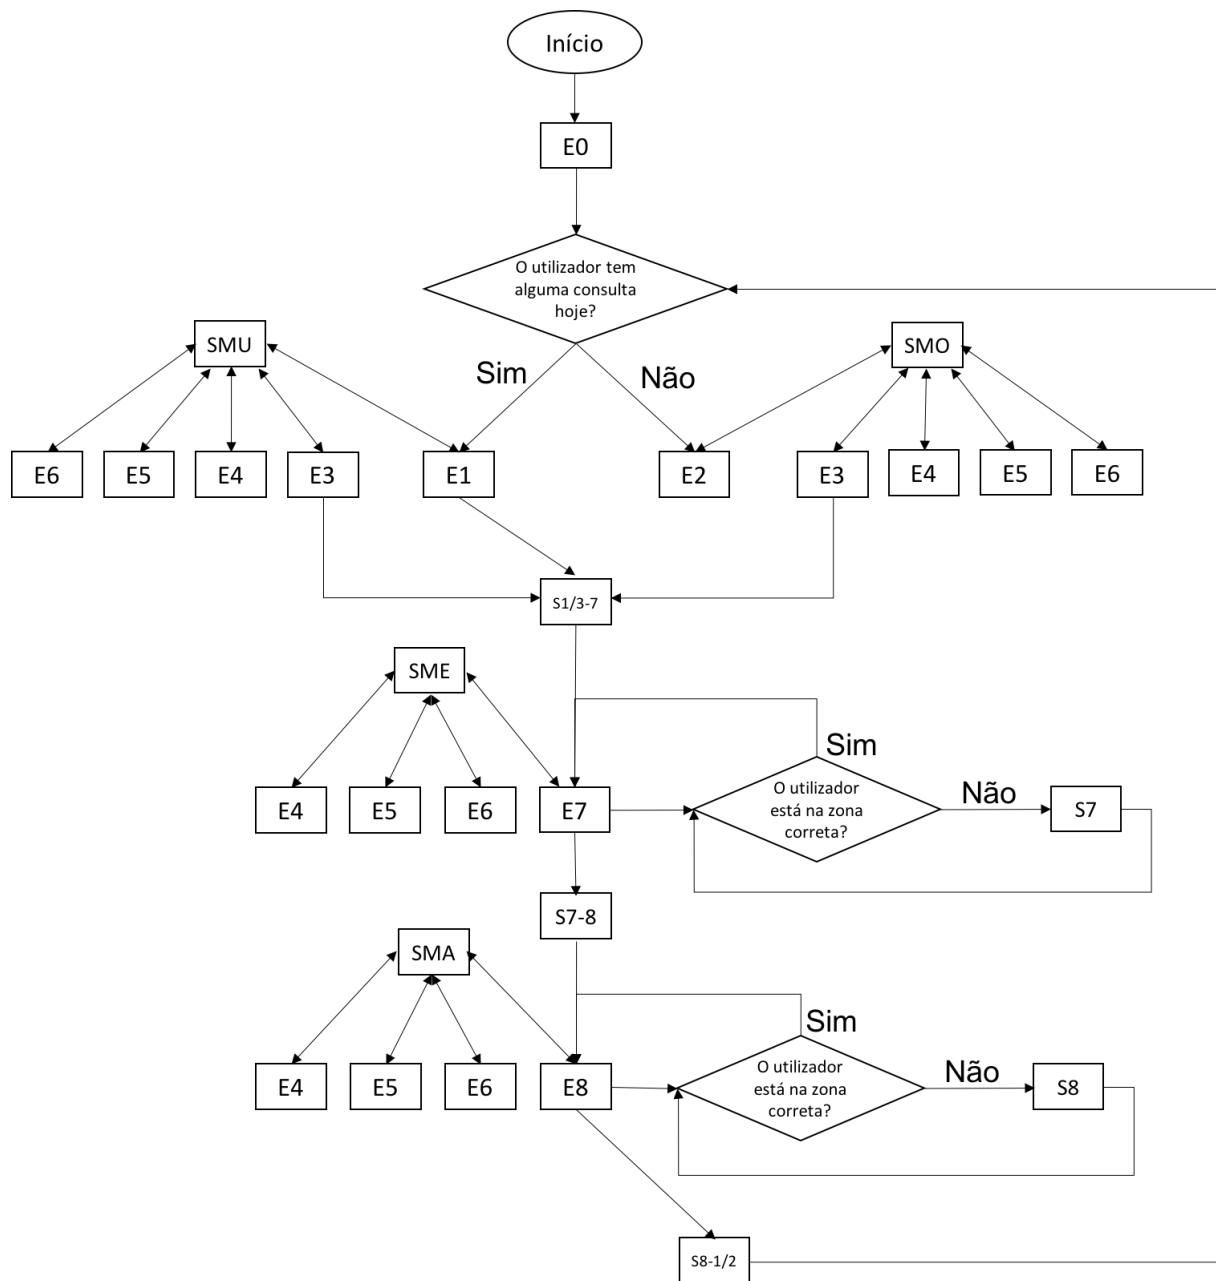 Início
E0
O utilizador tem
alguma consulta
hoje?
SMU
SMO
Sim
Não
E6
E5
E4
E3
E1
E2
E3
E4
E5
E6
S1/3-7
SME
Sim
O utilizador
está na zona
correta?
Não
E4
E5
E6
E7
S7
S7-8
SMA
Sim
O utilizador
está na zona
correta?
Não
E4
E5
E6
E8
S8
S8-1/2